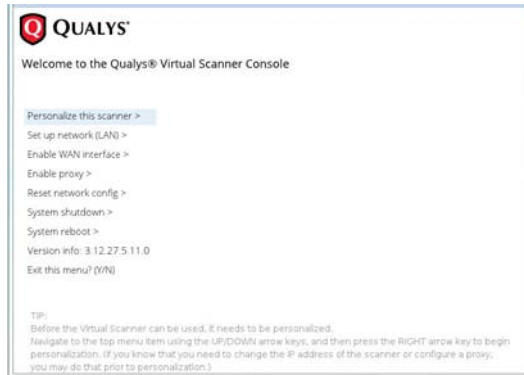 QUALYS®
Welcome to the Qualys® Virtual Scanner Console
Personalize this scanner >
Set up network (LAN) >
Enable WAN interface >
Enable proxy >
Reset network config >
System shutdown >
System reboot >
Version info: 3.12.27.5.11.0
Exit this menu? (Y/N)
TIP:
Before the Virtual Scanner can be used, it needs to be personalized.
Navigate to the top menu item using the UP/DOWN arrow keys, and then press the RIGHT arrow key to begin
personalization. (If you know that you need to change the IP address of the scanner or configure a proxy,
you may do that prior to personalization.)